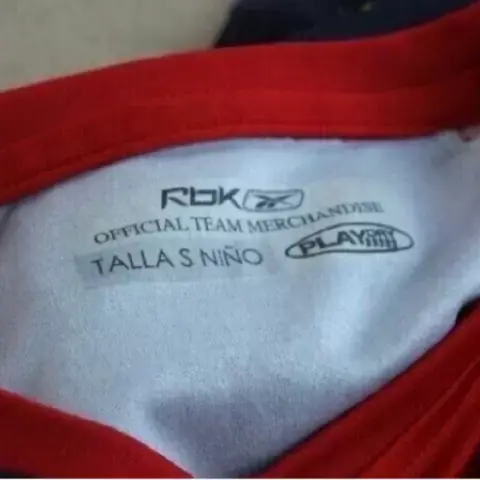 Rbk
OFFICIAL TEAM MERCHANDISE
TALLA S NIÑO
PLAY